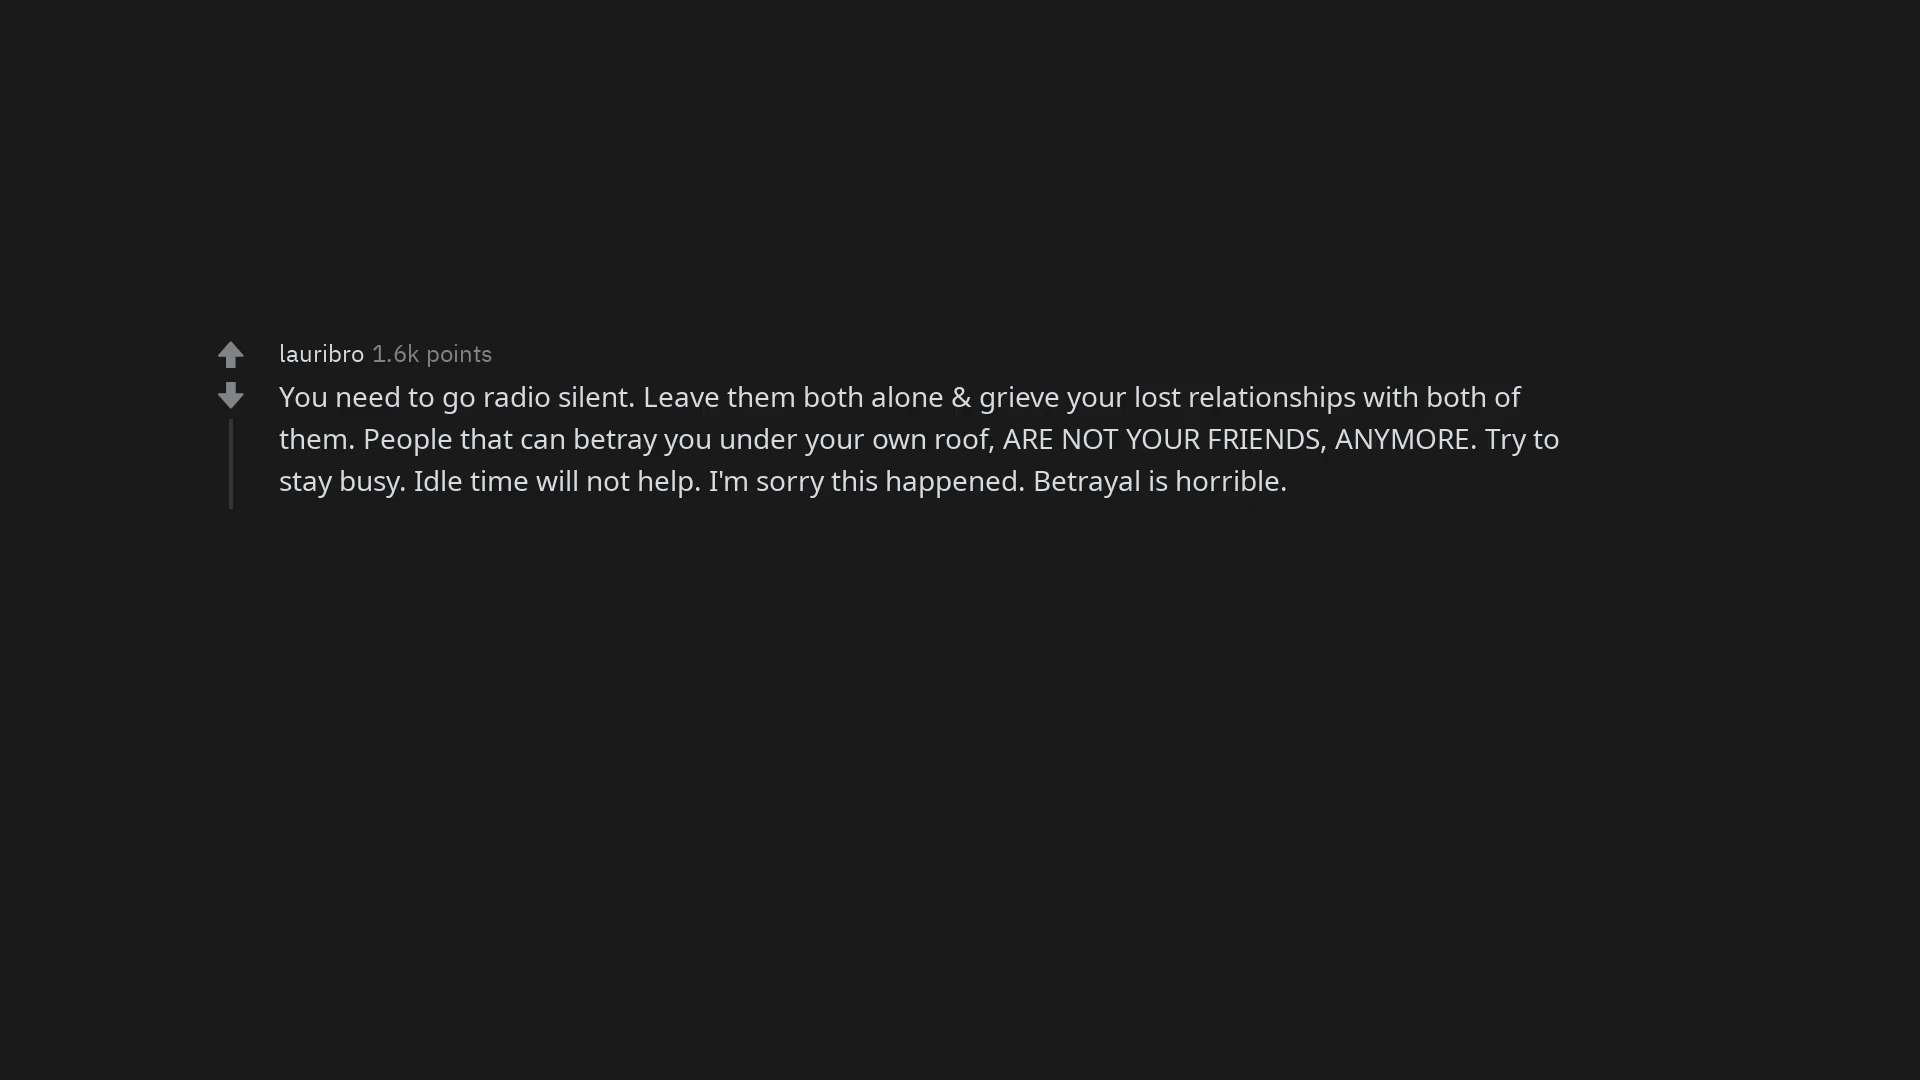 lauribro 1.6k points
You need to go radio silent. Leave them both alone & grieve your lost relationships with both of
them. People that can betray you under your own roof, ARE NOT YOUR FRIENDS, ANYMORE. Try to
stay busy. Idle time will not help. I'm sorry this happened. Betrayal is horrible.